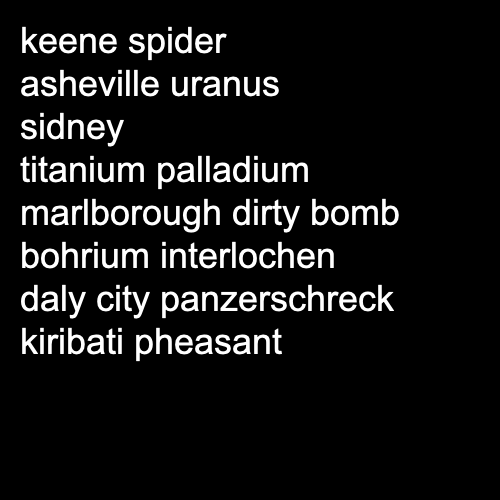 keene spider
asheville uranus
sidney
titanium palladium
marlborough dirty bomb
bohrium interlochen
daly city panzerschreck
kiribati pheasant